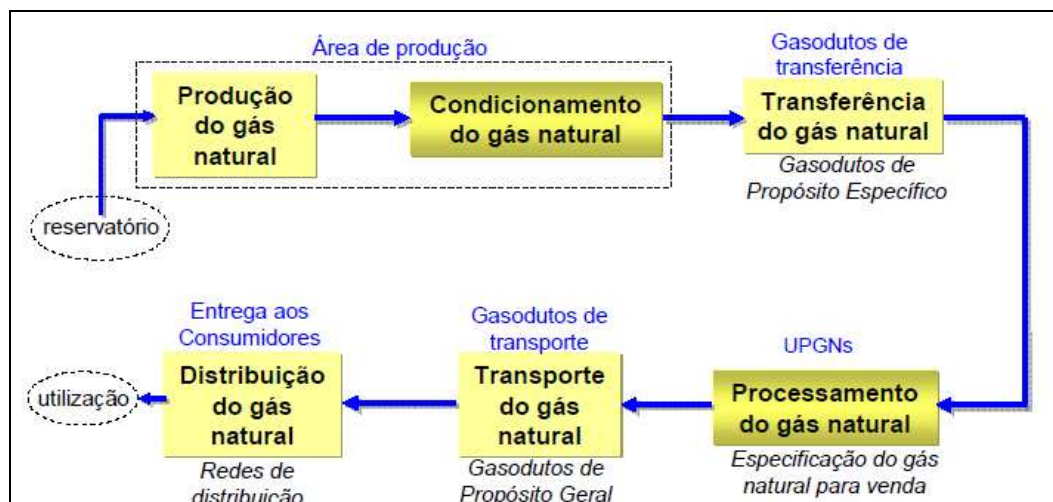 Área de produção
Produção
do gás
natural
Condicionamento
do gás natural
Gasodutos de
transferência
Transferência
do gás natural
Gasodutos de
Propósito Específico
reservatório
Entrega aos
Consumidores
Distribuição
do gás
natural
Redes de
distribuição
utilização
Gasodutos de
transporte
Transporte
do gás
natural
Gasodutos de
Propósito Geral
UPGNs
Processamento
do gás natural
Especificação do gás
natural para venda